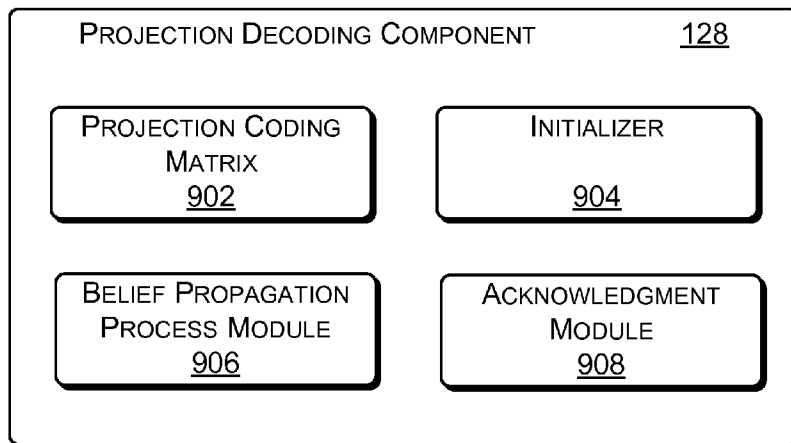 PROJECTION DECODING COMPONENT 128
PROJECTION CODING
MATRIX
902
INITIALIZER
904
BELIEF PROPAGATION
PROCESS MODULE
906
ACKNOWLEDGMENT
MODULE
908